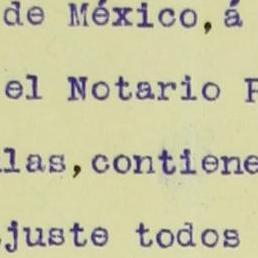 de México, á
el Notario
las, contiene
juste todos